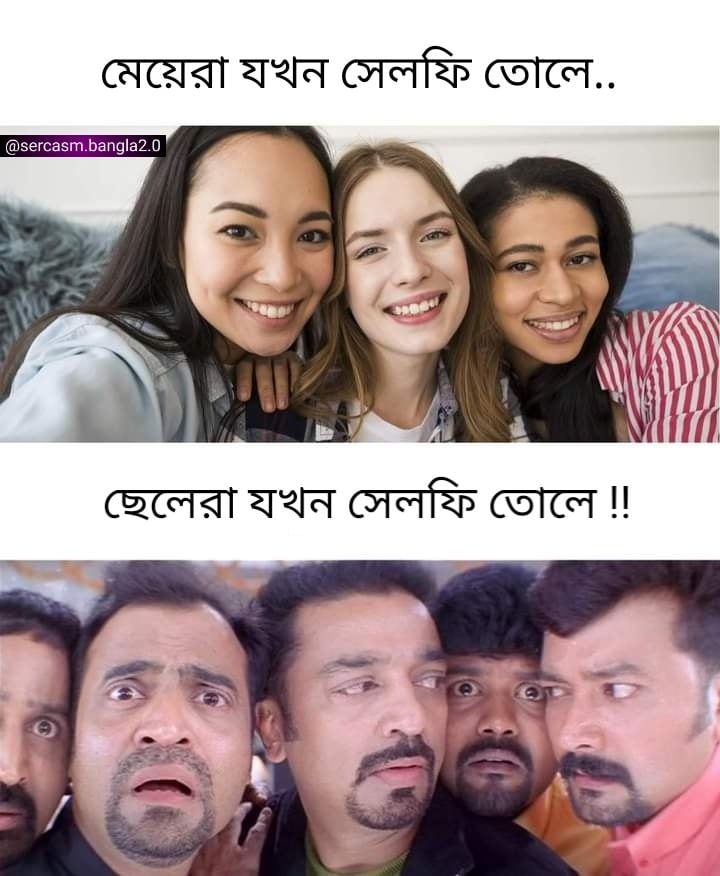 মেয়েরা যখন সেলফি তোলে..
@sercasm.bangla2.0
ছেলেরা যখন সেলফি তোলে !!